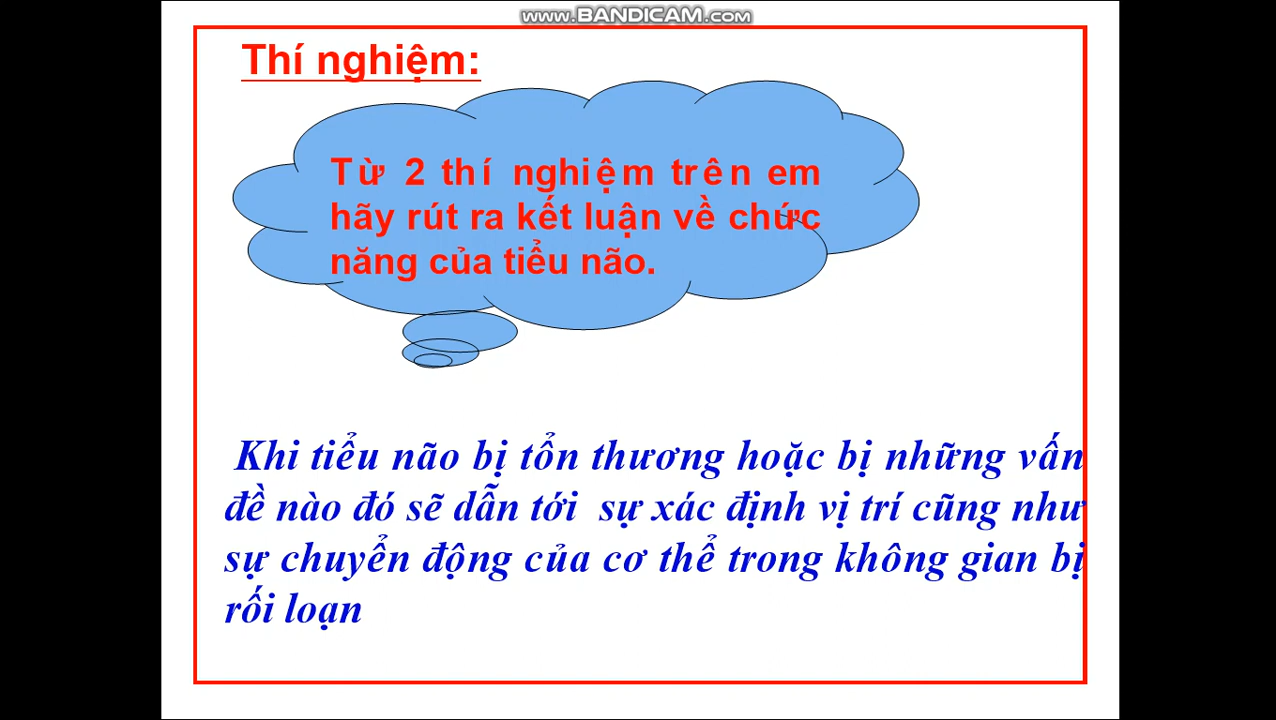 www.BANDICAM.com
Thí nghiệm:
Từ 2 thí nghiệm trên em
hãy rút ra kết luận về chức
năng của tiểu não.
Khi tiểu não bị tổn thương hoặc bị những vấn
đề nào đó sẽ dẫn tới sự xác định vị trí cũng như
sự chuyển động của cơ thể trong không gian bị
rối loạn